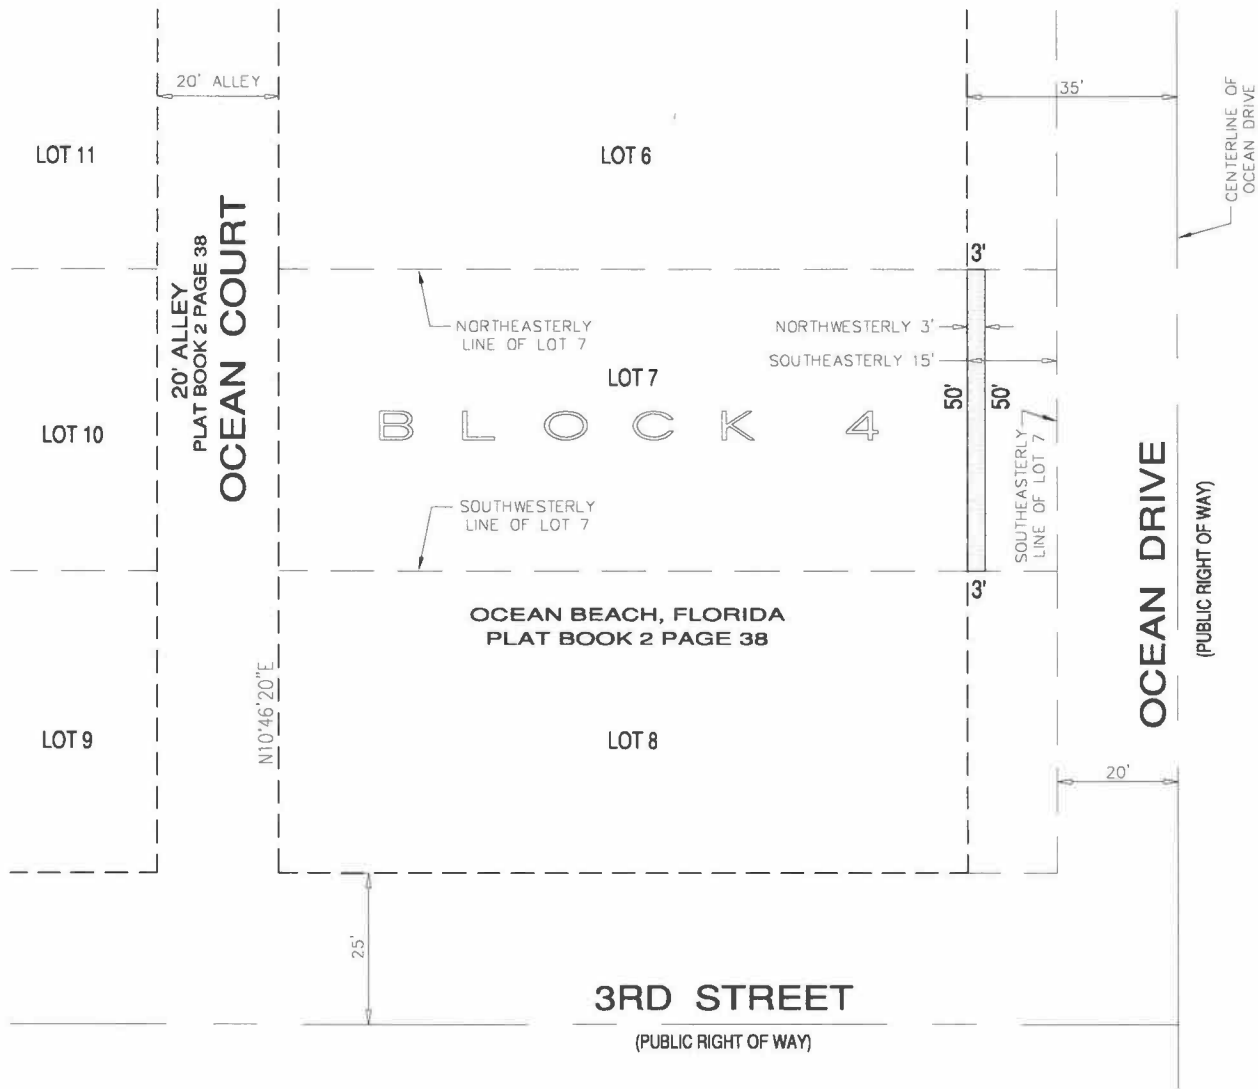 20' ALLEY
35'
CENTERLINE OF
OCEAN DRIVE
LOT 11
LOT 6
20' ALLEY
PLAT BOOK 2 PAGE 38
OCEAN COURT
3'
NORTHEASTERLY
LINE OF LOT 7
NORTHWESTERLY 3'
SOUTHEASTERLY 15'
LOT 7
50'
50'
LOT 10
BLOCK 4
SOUTHEASTERLY
LINE OF LOT 7
SOUTHWESTERLY
LINE OF LOT 7
OCEAN DRIVE
(PUBLIC RIGHT OF WAY)
3'
OCEAN BEACH, FLORIDA
PLAT BOOK 2 PAGE 38
N10°46'20"E
LOT 9
LOT 8
20'
25'
3RD STREET
(PUBLIC RIGHT OF WAY)